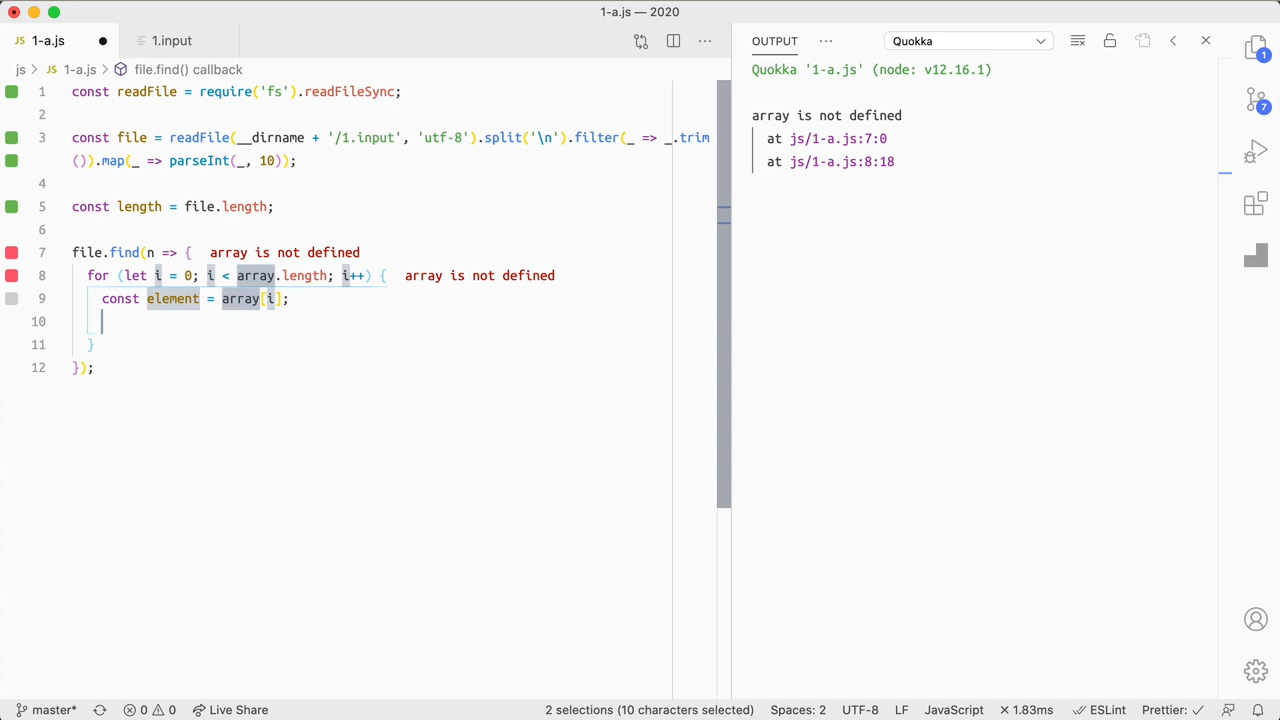 1-a.js — 2020
JS 1-a.js
1.input
OUTPUT
Quokka
js > JS 1-a.js > file.find() callback
Quokka '1-a.js' (node: v12.16.1)
1 const readFile = require('fs').readFileSync;
2
3 const file = readFile(__dirname + '/1.input', 'utf-8').split('\n').filter(_ => _.trim
()).map(_ => parseInt(_, 10));
4
5 const length = file.length;
6
7 file.find(n => { array is not defined
8 for (let i = 0; i < array.length; i++) { array is not defined
9 const element = array[i];
10
11 }
12 });
array is not defined
at js/1-a.js:7:0
at js/1-a.js:8:18
1
7
master* 0 0 Live Share
2 selections (10 characters selected) Spaces: 2 UTF-8 LF JavaScript × 1.83ms ESLint Prettier: ✓